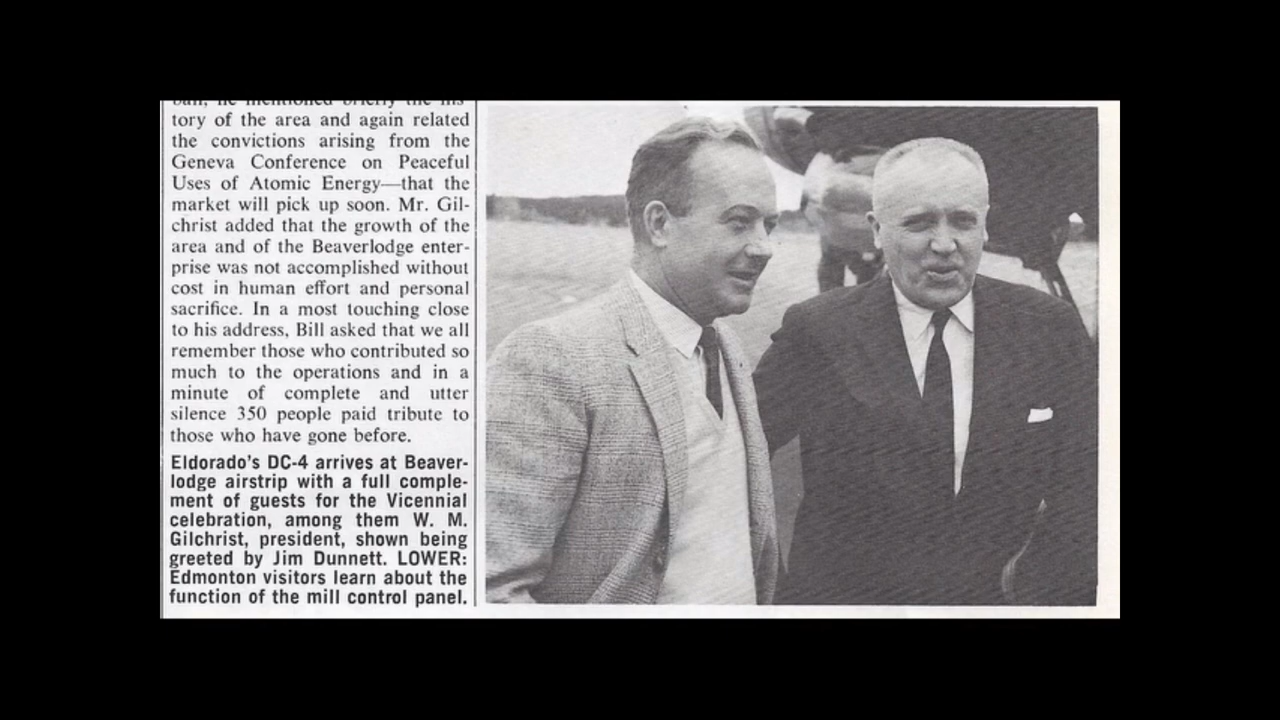 ball, he mentioned briefly the his-
tory of the area and again related
the convictions arising from the
Geneva Conference on Peaceful
Uses of Atomic Energy—that the
market will pick up soon. Mr. Gil-
christ added that the growth of the
area and of the Beaverlodge enter-
prise was not accomplished without
cost in human effort and personal
sacrifice. In a most touching close
to his address, Bill asked that we all
remember those who contributed so
much to the operations and in a
minute of complete and utter
silence 350 people paid tribute to
those who have gone before.
Eldorado's DC-4 arrives at Beaver-
lodge airstrip with a full comple-
ment of guests for the Vicennial
celebration, among them W. M.
Gilchrist, president, shown being
greeted by Jim Dunnett. LOWER:
Edmonton visitors learn about the
function of the mill control panel.